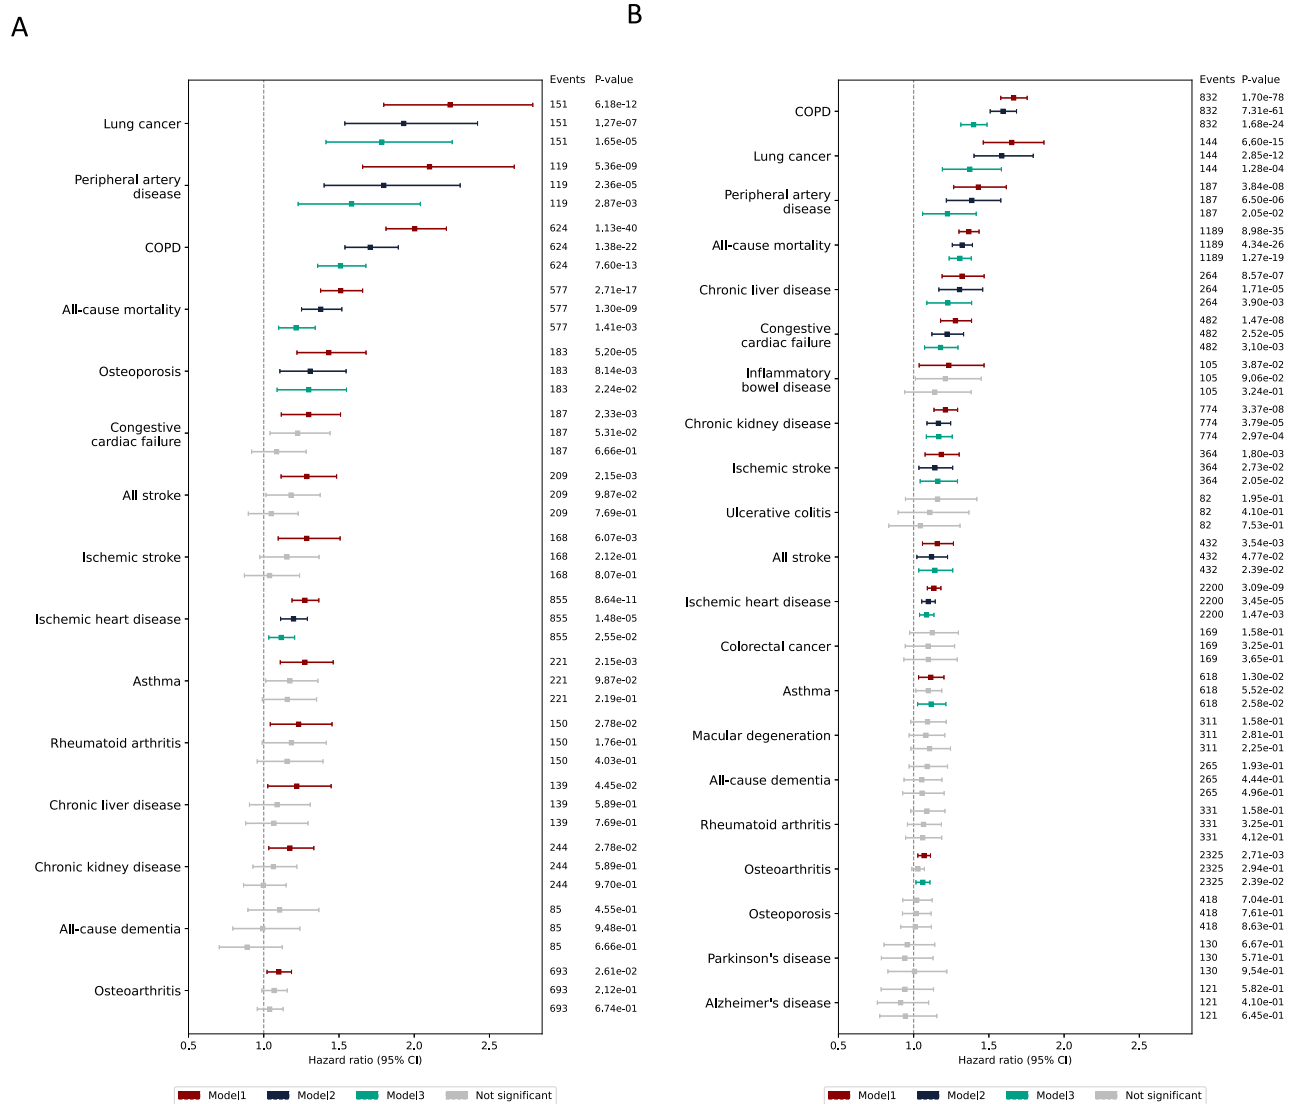 A
B
Events P-value
Lung cancer
151 6.18e-12
151 1.27e-07
151 1.65e-05
Peripheral artery
disease
119 5.36e-09
119 2.36e-05
119 2.87e-03
COPD
624 1.13e-40
624 1.38e-22
624 7.60e-13
All-cause mortality
577 2.71e-17
577 1.30e-09
577 1.41e-03
Osteoporosis
183 5.20e-05
183 8.14e-03
183 2.24e-02
Congestive
cardiac failure
187 2.33e-03
187 5.31e-02
187 6.66e-01
All stroke
209 2.15e-03
209 9.87e-02
209 7.69e-01
Ischemic stroke
168 6.07e-03
168 2.12e-01
168 8.07e-01
Ischemic heart disease
855 8.64e-11
855 1.48e-05
855 2.55e-02
Asthma
221 2.15e-03
221 9.87e-02
221 2.19e-01
Rheumatoid arthritis
150 2.78e-02
150 1.76e-01
150 4.03e-01
Chronic liver disease
139 4.45e-02
139 5.89e-01
139 7.69e-01
Chronic kidney disease
244 2.78e-02
244 5.89e-01
244 9.70e-01
All-cause dementia
85 4.55e-01
85 9.48e-01
85 6.66e-01
Osteoarthritis
693 2.61e-02
693 2.12e-01
693 6.74e-01
0.5 1.0 1.5 2.0 2.5
Hazard ratio (95% CI)
Model1 Model2 Model3 Not significant
Events P-value
COPD
832 1.70e-78
832 7.31e-61
832 1.68e-24
Lung cancer
144 6.60e-15
144 2.85e-12
144 1.28e-04
Peripheral artery
disease
187 3.84e-08
187 6.50e-06
187 2.05e-02
All-cause mortality
1189 8.98e-35
1189 4.34e-26
1189 1.27e-19
Chronic liver disease
264 8.57e-07
264 1.71e-05
264 3.90e-03
Congestive
cardiac failure
482 1.47e-08
482 2.52e-05
482 3.10e-03
Inflammatory
bowel disease
105 3.87e-02
105 9.06e-02
105 3.24e-01
Chronic kidney disease
774 3.37e-08
774 3.79e-05
774 2.97e-04
Ischemic stroke
364 1.80e-03
364 2.73e-02
364 2.05e-02
Ulcerative colitis
82 1.95e-01
82 4.10e-01
82 7.53e-01
All stroke
432 3.54e-03
432 4.77e-02
432 2.39e-02
Ischemic heart disease
2200 3.09e-09
2200 3.45e-05
2200 1.47e-03
Colorectal cancer
169 1.58e-01
169 3.25e-01
169 3.65e-01
Asthma
618 1.30e-02
618 5.52e-02
618 2.58e-02
Macular degeneration
311 1.58e-01
311 2.81e-01
311 2.25e-01
All-cause dementia
265 1.93e-01
265 4.44e-01
265 4.96e-01
Rheumatoid arthritis
331 1.58e-01
331 3.25e-01
331 4.12e-01
Osteoarthritis
2325 2.71e-03
2325 2.94e-01
2325 2.39e-02
Osteoporosis
418 7.04e-01
418 7.61e-01
418 8.63e-01
Parkinson's disease
130 6.67e-01
130 5.71e-01
130 9.54e-01
Alzheimer's disease
121 5.82e-01
121 4.10e-01
121 6.45e-01
0.5 1.0 1.5 2.0 2.5
Hazard ratio (95% CI)
Model1 Model2 Model3 Not significant